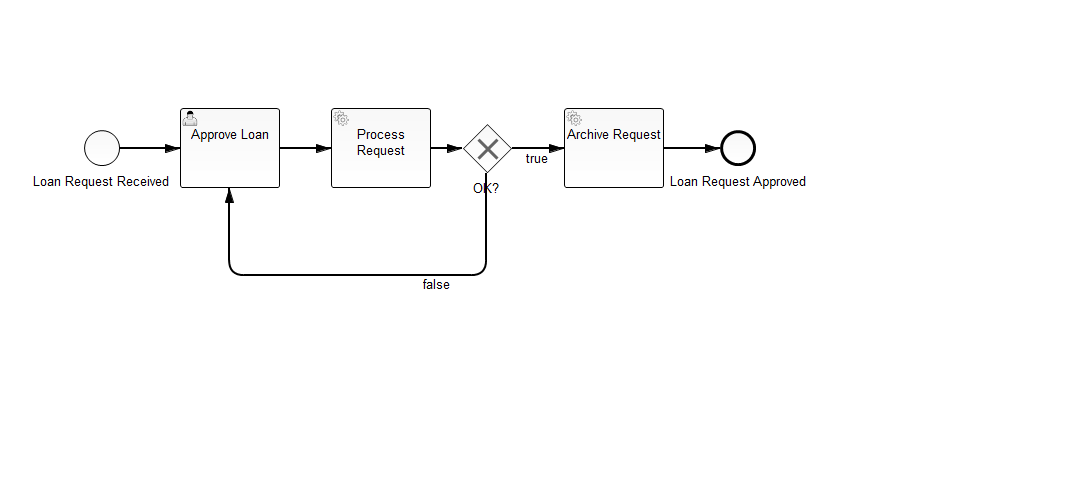 Approve Loan
Process
Request
Archive Request
true
Loan Request Received
OK?
Loan Request Approved
false